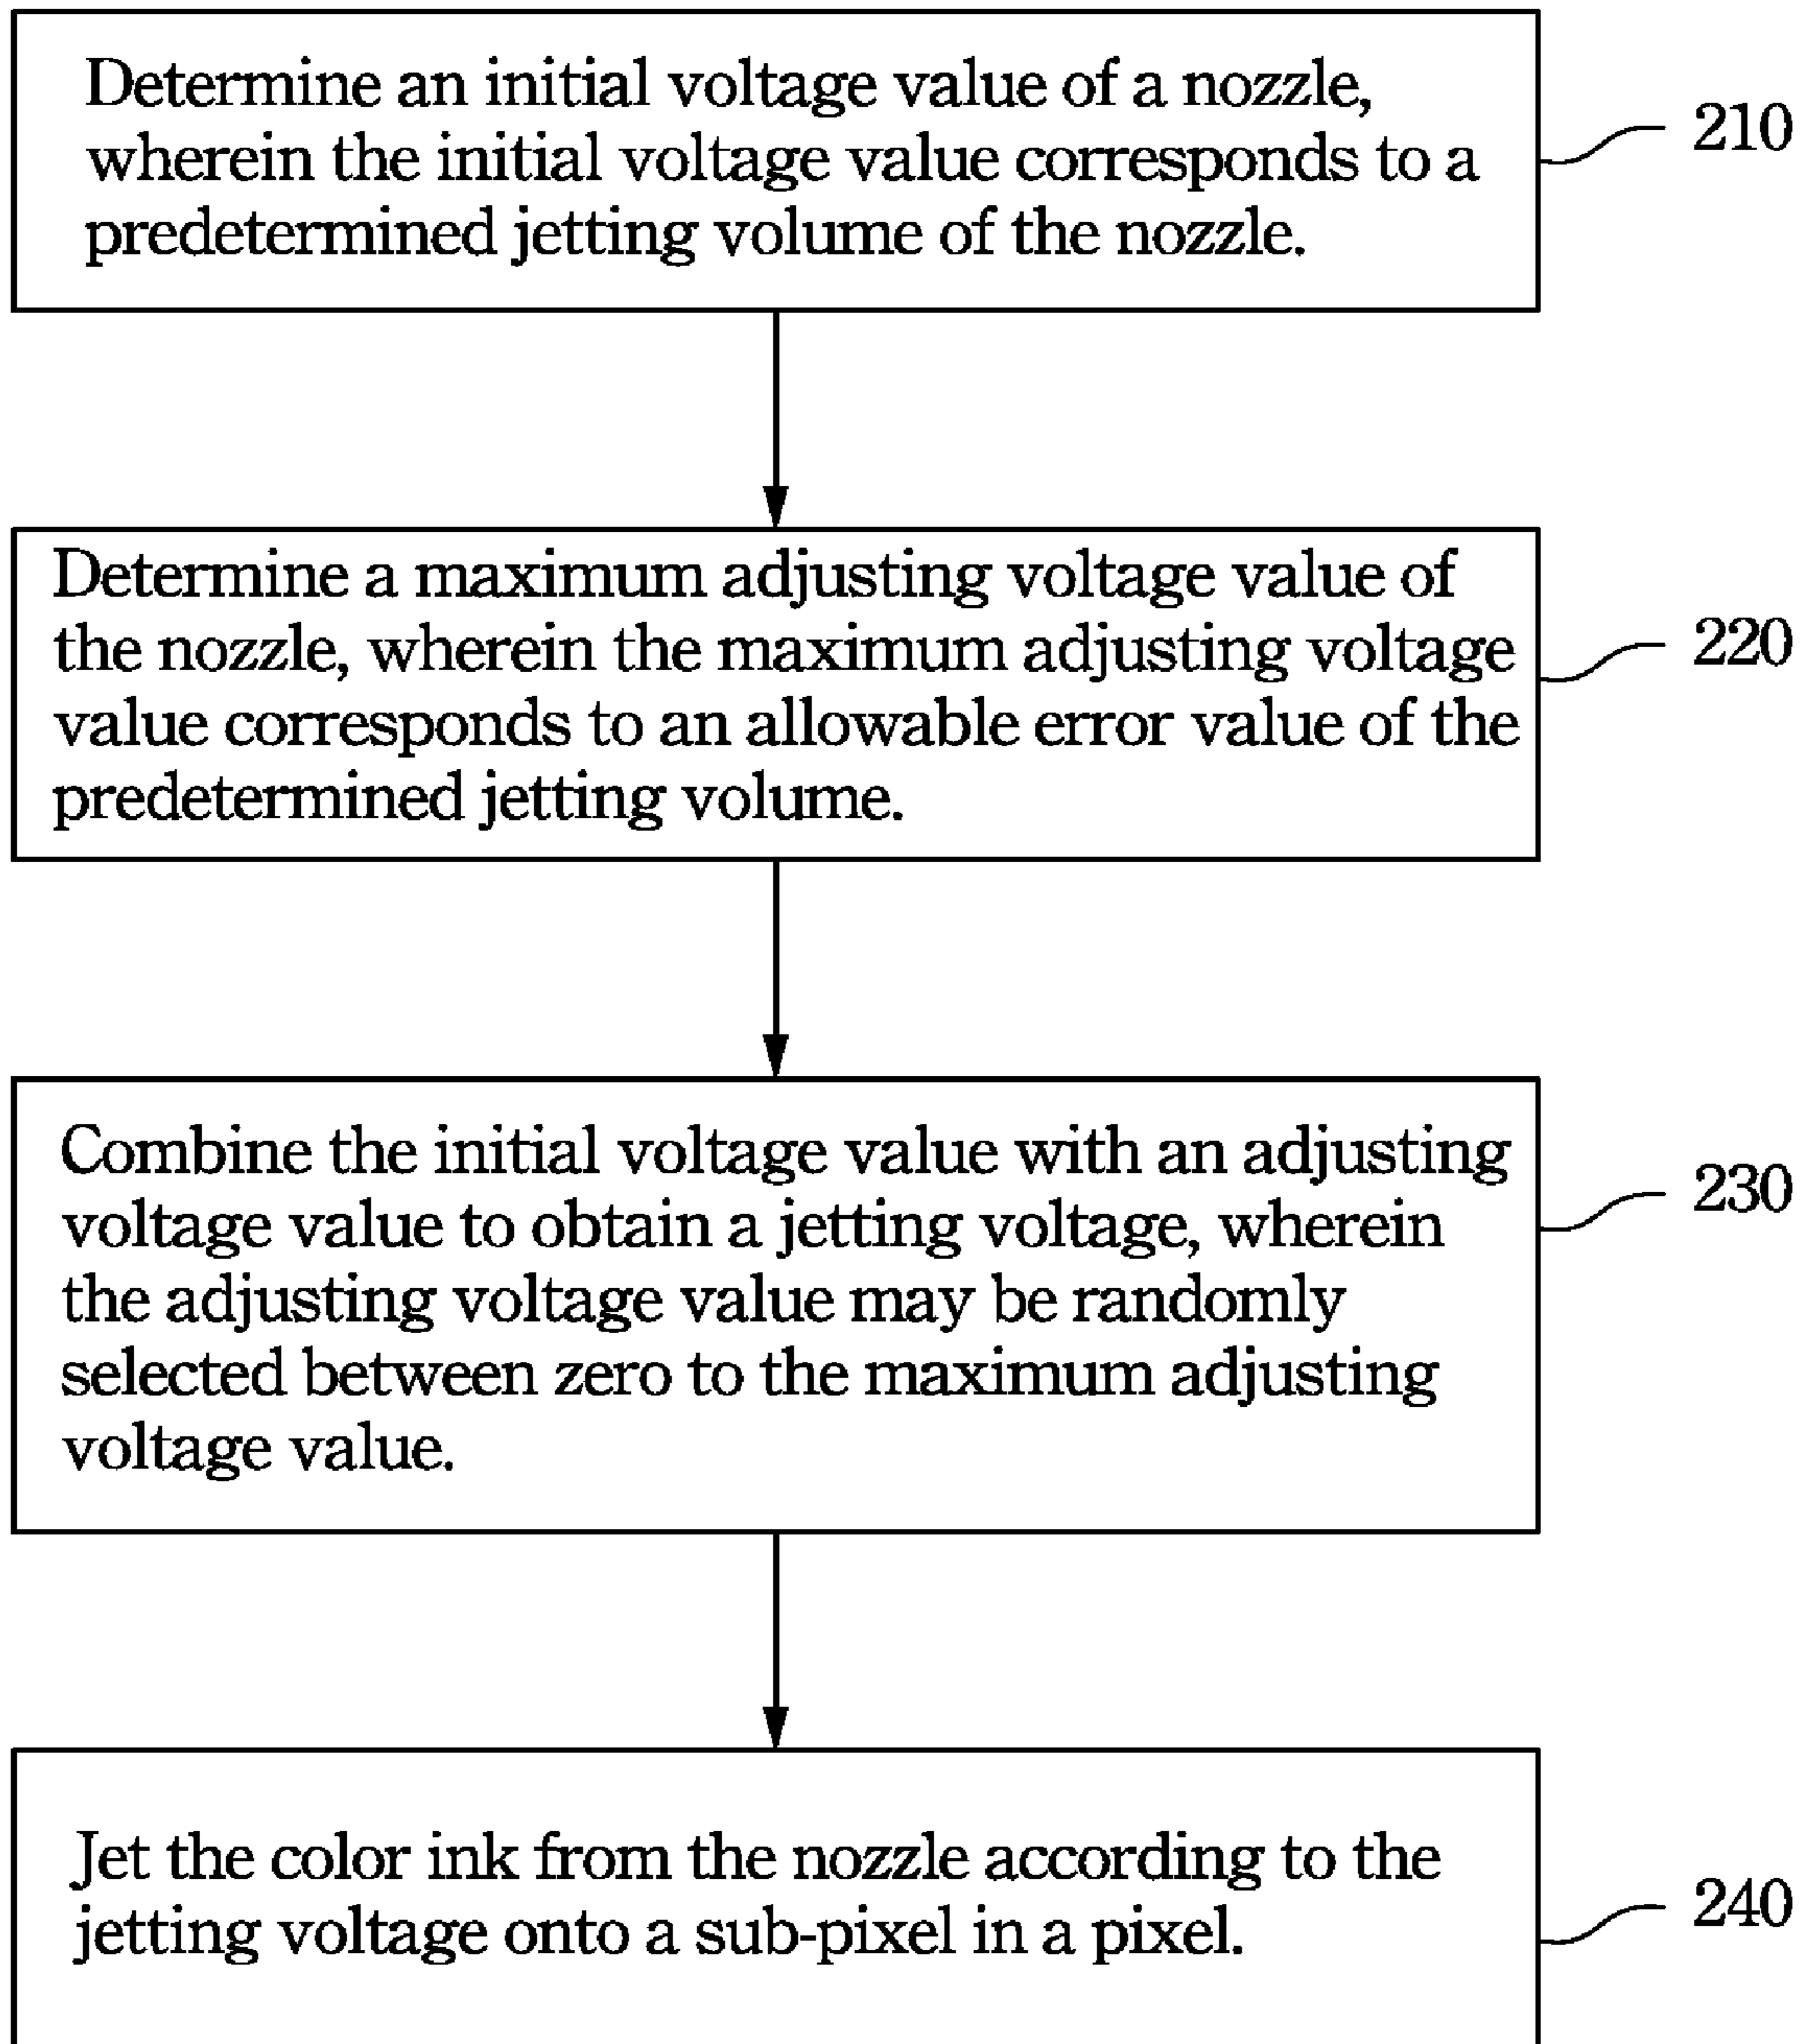 Determine an initial voltage value of a nozzle,
wherein the initial voltage value corresponds to a
predetermined jetting volume of the nozzle.
210
Determine a maximum adjusting voltage value of
the nozzle, wherein the maximum adjusting voltage
value corresponds to an allowable error value of the
predetermined jetting volume.
220
Combine the initial voltage value with an adjusting
voltage value to obtain a jetting voltage, wherein
the adjusting voltage value may be randomly
selected between zero to the maximum adjusting
voltage value.
230
Jet the color ink from the nozzle according to the
jetting voltage onto a sub-pixel in a pixel.
240